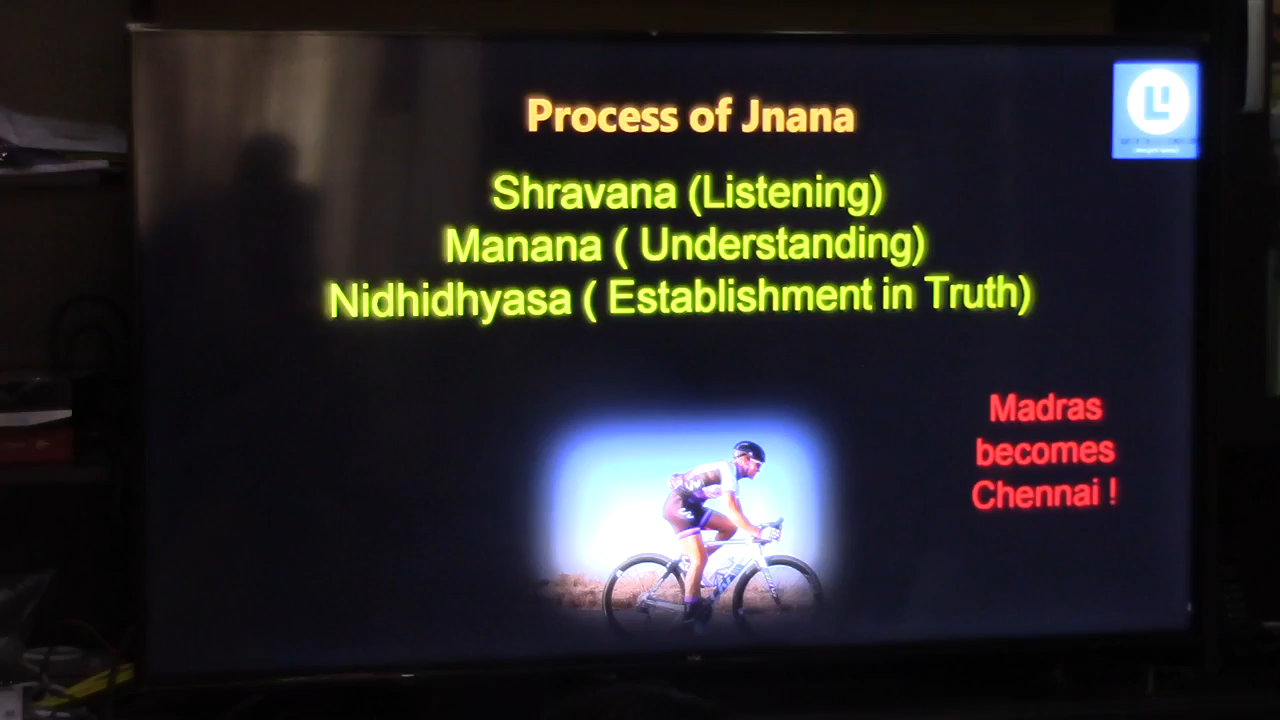 Process of Jnana
Shravana (Listening)
Manana ( Understanding)
Nidhidhyasa ( Establishment in Truth)
Madras
becomes
Chennai !